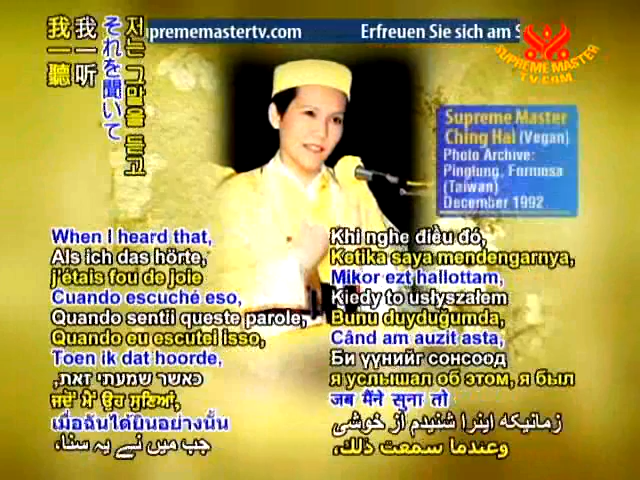 suprememastertv.com
Erfreuen Sie sich am S
SUPREME MASTER
TV.COM
我一聽
我一听
それを聞いて
저는 그 말을 듣고
Supreme Master
Ching Hai (Vegan)
Photo Archive:
Pingtung, Formosa
(Taiwan)
December 1992
When I heard that,
Als ich das hörte,
j'étais fou de joie
Cuando escuché eso,
Quando sentii queste parole,
Quando eu escutei isso,
Toen ik dat hoorde,
כאשר שמעתי זאת,
ਜਦੋਂ ਮੈਂ ਉਹ ਸੁਣਿਆਂ,
เมื่อฉันได้ยินอย่างนั้น
جب میں نے یہ سنا،
Khi nghe điều đó,
Ketika saya mendengarnya,
Mikor ezt hallottam,
Kiedy to usłyszałem
Bunu duyduğumda,
Când am auzit asta,
Би үүнийг сонсоод
я услышал об этом, я был
जब मैंने सुना तो
زمانیکه اینرا شنیدم از خوشی
وعندما سمعت ذلك،